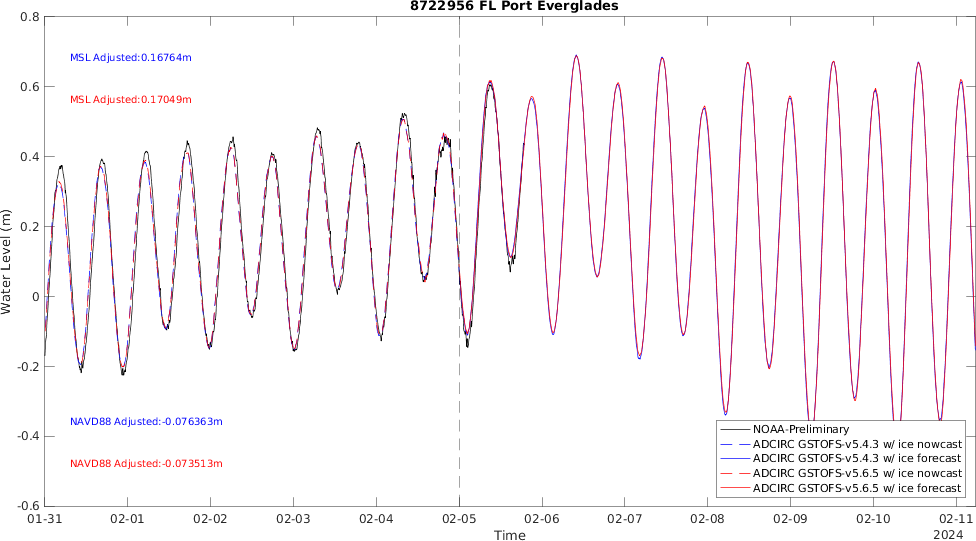 8722956 FL Port Everglades
0.8
0.6
0.4
0.2
0
-0.2
-0.4
-0.6
Water Level (m)
MSL Adjusted:0.16764m
MSL Adjusted:0.17049m
NAVD88 Adjusted:-0.076363m
NAVD88 Adjusted:-0.073513m
NOAA-Preliminary
ADCIRC GSTOFS-v5.4.3 w/ ice nowcast
ADCIRC GSTOFS-v5.4.3 w/ ice forecast
ADCIRC GSTOFS-v5.6.5 w/ ice nowcast
ADCIRC GSTOFS-v5.6.5 w/ ice forecast
01-31 02-01 02-02 02-03 02-04 02-05 02-06 02-07 02-08 02-09 02-10 02-11
Time
2024